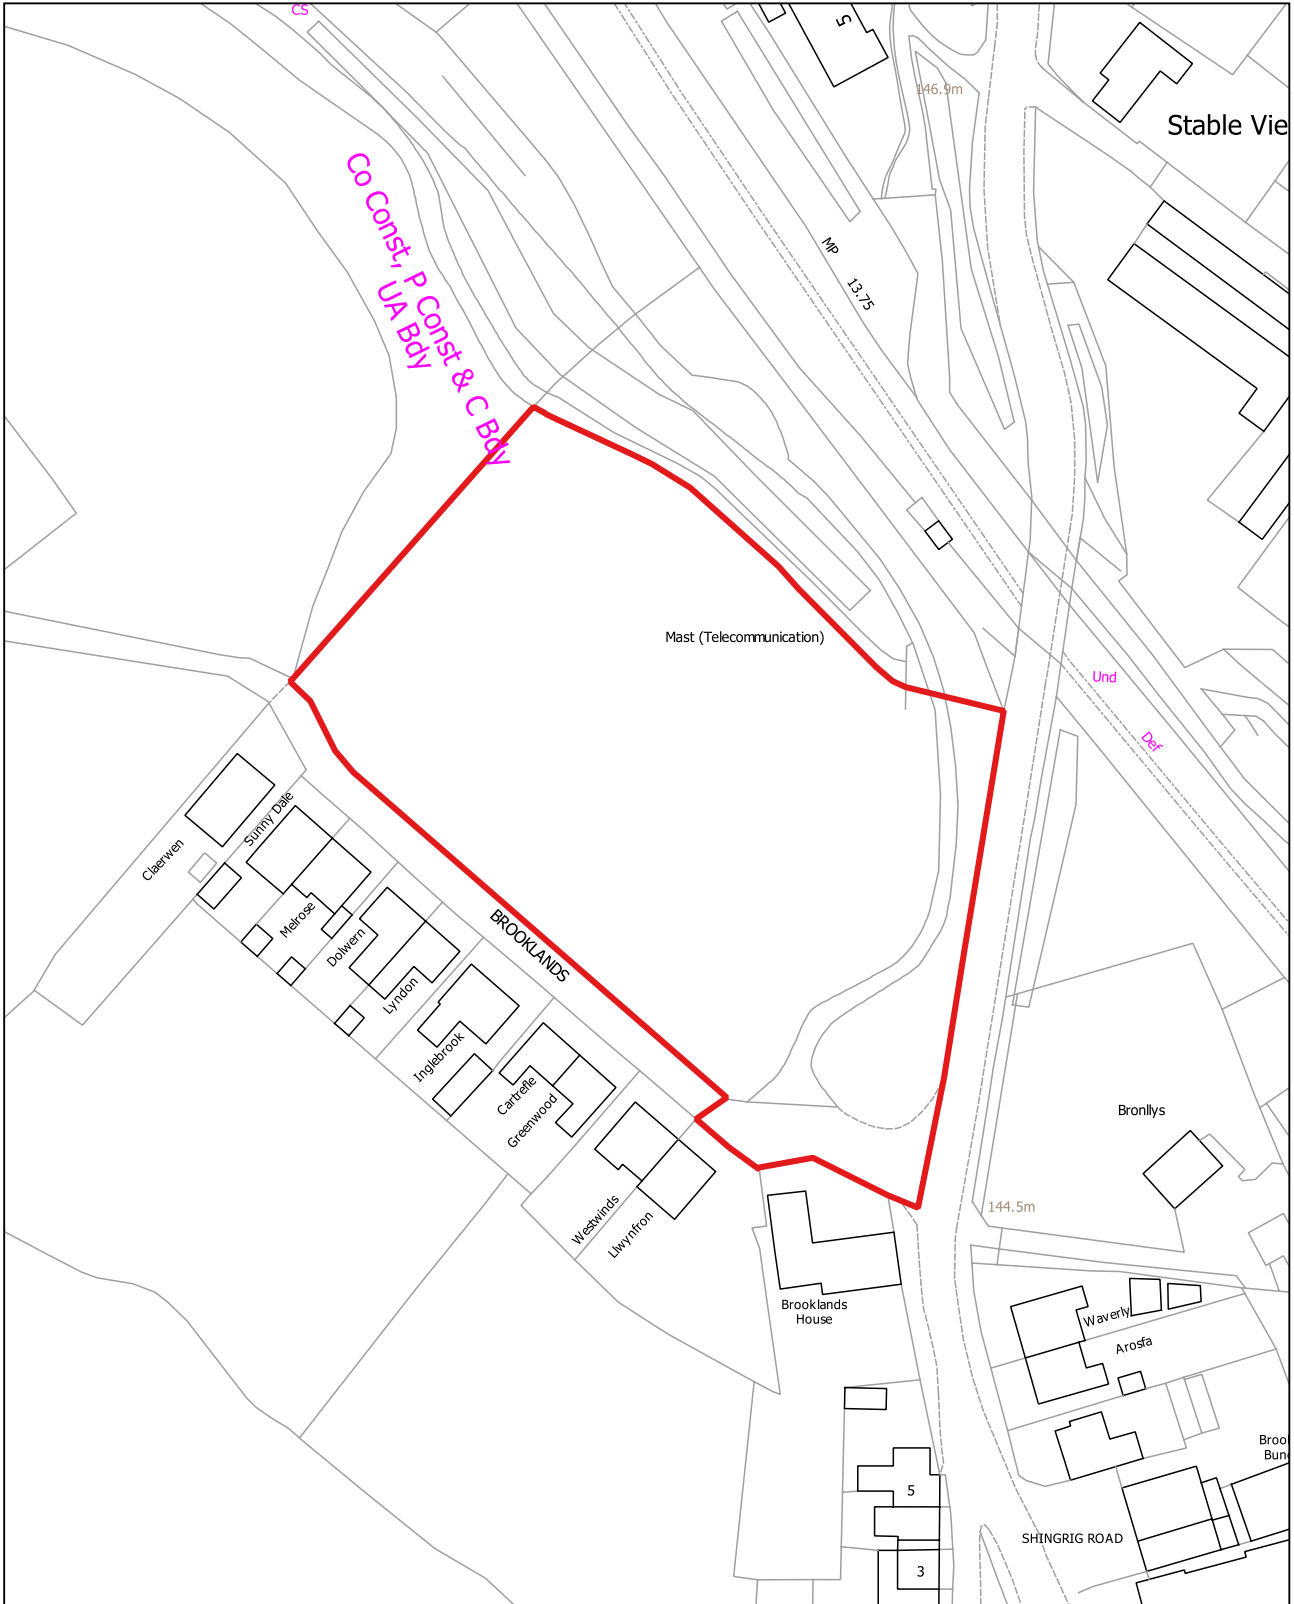 CS
5
146.9m
Stable Vie
Co Const, P Const & C Bdy
UA Bdy
MP
13.75
Mast (Telecommunication)
Und
Def
Claerwen
Sunny Dale
Melrose
Dolwern
Lyndon
BROOKLANDS
Inglebrook
Cartrefle
Greenwood
Westwinds
Llwynfron
Bronllys
144.5m
Brooklands
House
Waverly
Arosfa
Brool
Bung
5
SHINGRIG ROAD
3